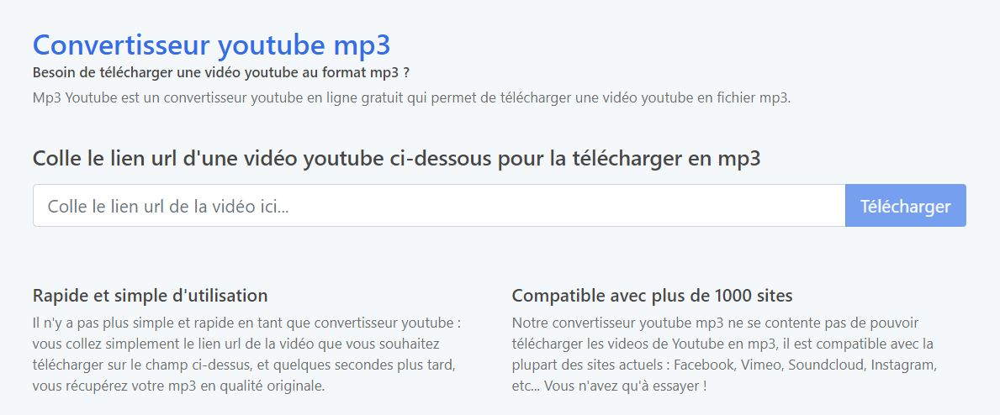 Convertisseur youtube mp3
Besoin de télécharger une vidéo youtube au format mp3 ?
Mp3 Youtube est un convertisseur youtube en ligne gratuit qui permet de télécharger une vidéo youtube en fichier mp3.
Colle le lien url d'une vidéo youtube ci-dessous pour la télécharger en mp3
Colle le lien url de la vidéo ici...
Télécharger
Rapide et simple d'utilisation
Il n'y a pas plus simple et rapide en tant que convertisseur youtube :
vous collez simplement le lien url de la vidéo que vous souhaitez
télécharger sur le champ ci-dessus, et quelques secondes plus tard,
vous récupérez votre mp3 en qualité originale.
Compatible avec plus de 1000 sites
Notre convertisseur youtube mp3 ne se contente pas de pouvoir
télécharger les videos de Youtube en mp3, il est compatible avec la
plupart des sites actuels : Facebook, Vimeo, Soundcloud, Instagram,
etc... Vous n'avez qu'à essayer !